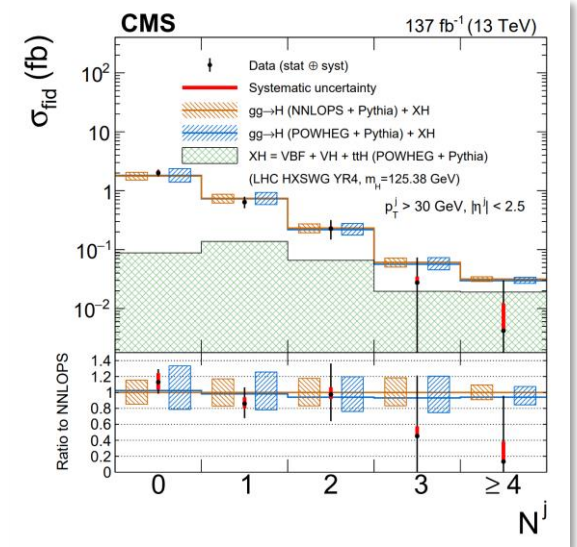 CMS 137 fb⁻¹ (13 TeV)
σfid (fb)
10²
10
1
10⁻¹
10⁻²
Data (stat ⊕ syst)
Systematic uncertainty
gg→H (NNLOPS + Pythia) + XH
gg→H (POWHEG + Pythia) + XH
XH = VBF + VH + ttH (POWHEG + Pythia)
(LHC HXSWG YR4, mH=125.38 GeV)
pTʲ > 30 GeV, |ηʲ| < 2.5
Ratio to NNLOPS
1.4
1.2
1
0.8
0.6
0.4
0.2
0
0 1 2 3 ≥ 4
Nʲ